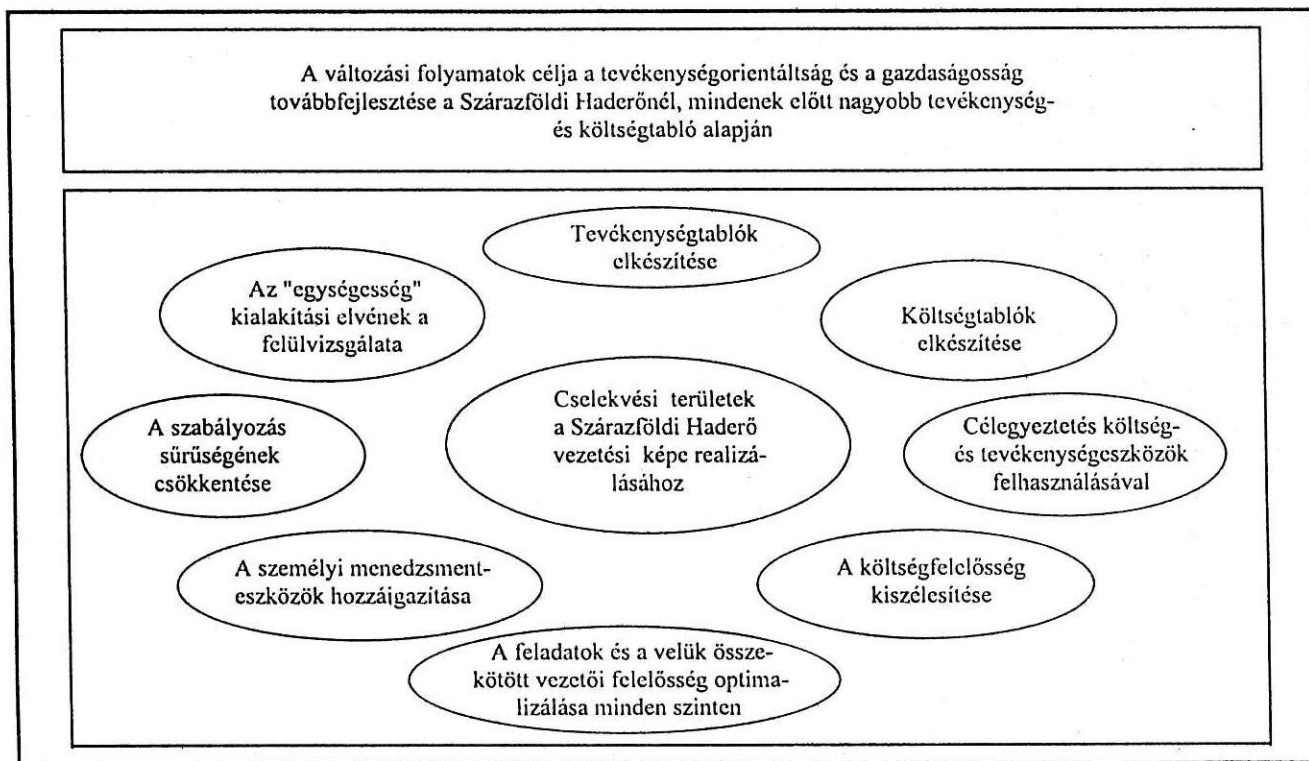 A változási folyamatok célja a tevékenységorientáltság és a gazdaságosság
továbbfejlesztése a Szárazföldi Haderőnél, mindenek előtt nagyobb tevékenység-
és költségtabló alapján
Tevékenységtablók
elkészítése
Az "egységesség"
kialakítási elvének a
felülvizsgálata
Költségtablók
elkészítése
Cselekvési területek
a Szárazföldi Haderő
vezetési képe realizá-
lásához
A szabályozás
sűrűségének
csökkentése
Célegyeztetés költség-
és tevékenységeszközök
felhasználásával
A személyi menedzsment-
eszközök hozzáigazítása
A költségfelelősség
kiszélesítése
A feladatok és a velük össze-
kötött vezetői felelősség optima-
lizálása minden szinten